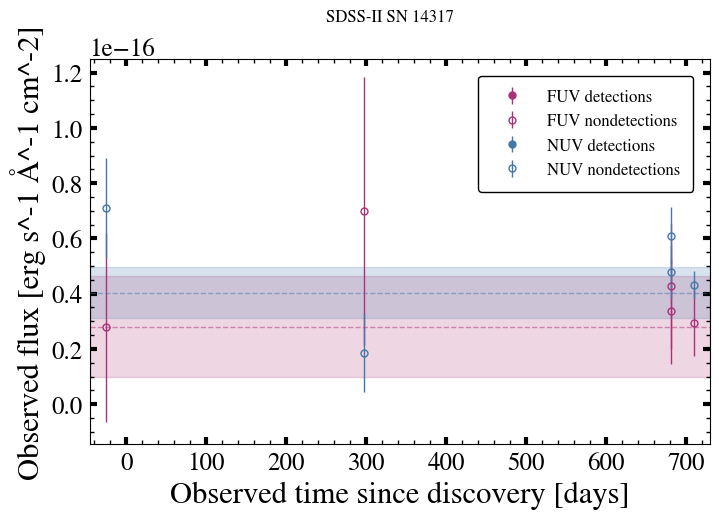 SDSS-II SN 14317
1e−16
Observed flux [erg s^-1 Å^-1 cm^-2]
1.2
1.0
0.8
0.6
0.4
0.2
0.0
FUV detections
FUV nondetections
NUV detections
NUV nondetections
0 100 200 300 400 500 600 700
Observed time since discovery [days]